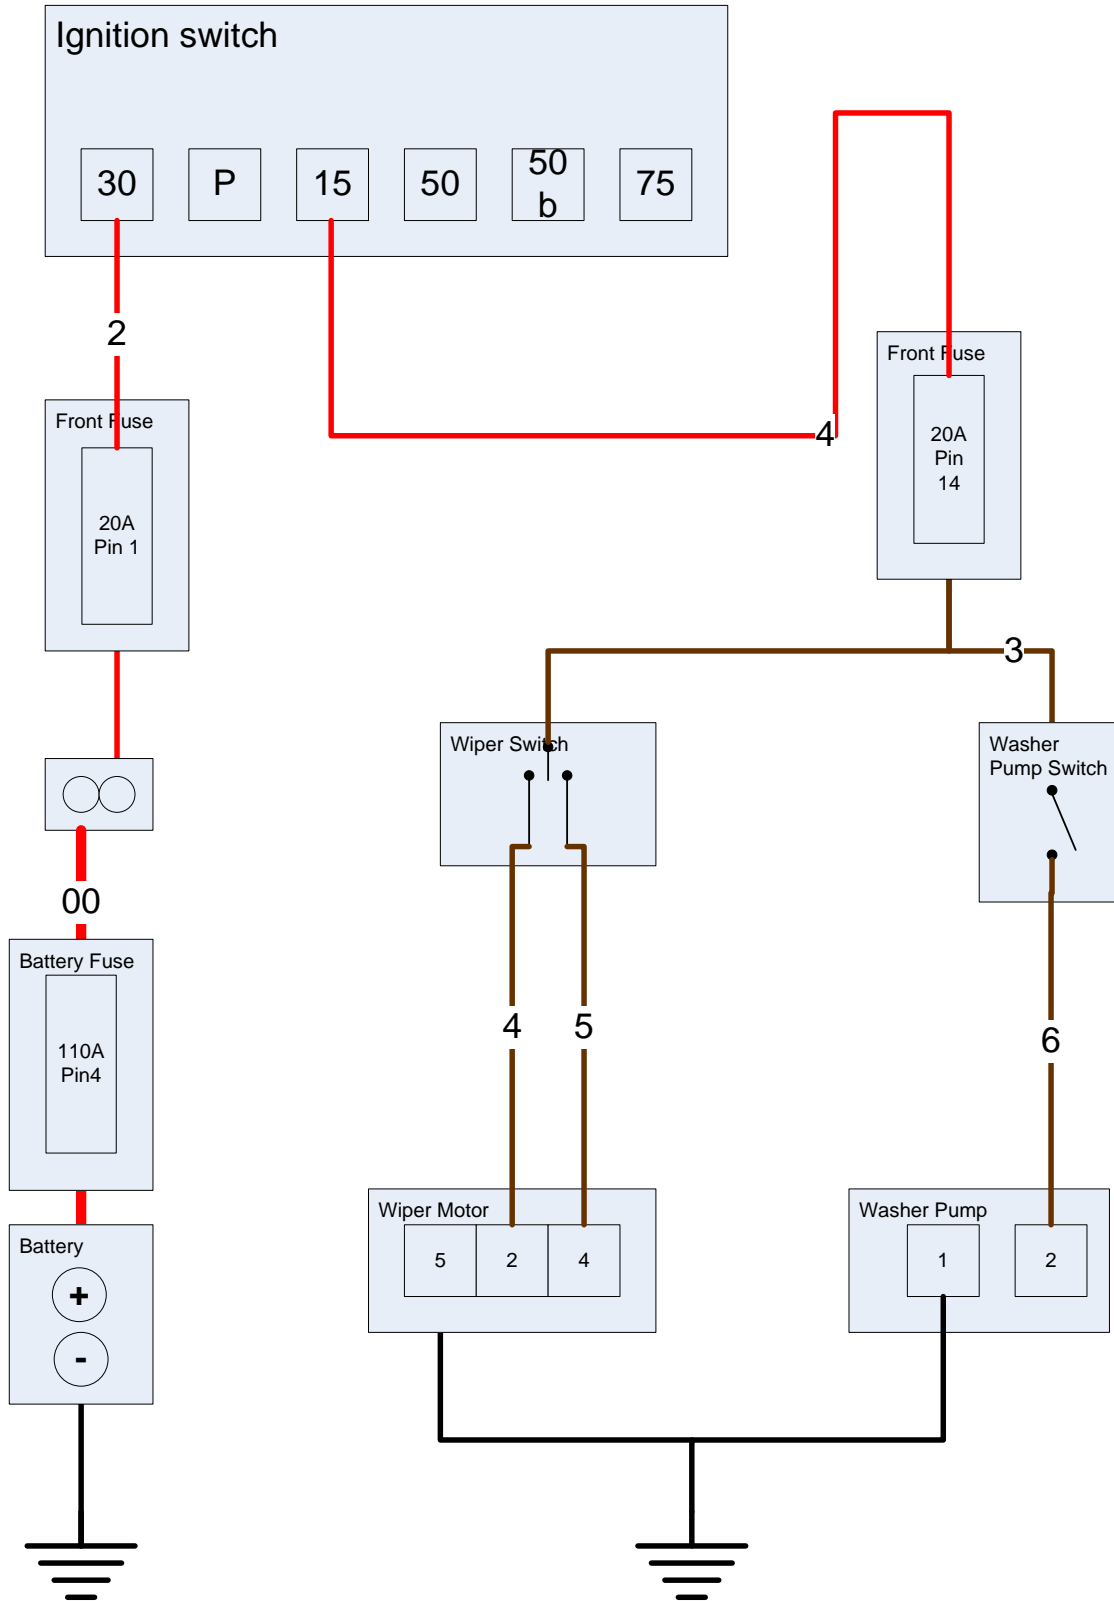 Ignition switch
30
P
15
50
50
b
75
2
Front Fuse
20A
Pin 1
4
Front Fuse
20A
Pin
14
3
Wiper Switch
Washer
Pump Switch
00
Battery Fuse
110A
Pin4
4
5
6
Battery
+
-
Wiper Motor
5
2
4
Washer Pump
1
2